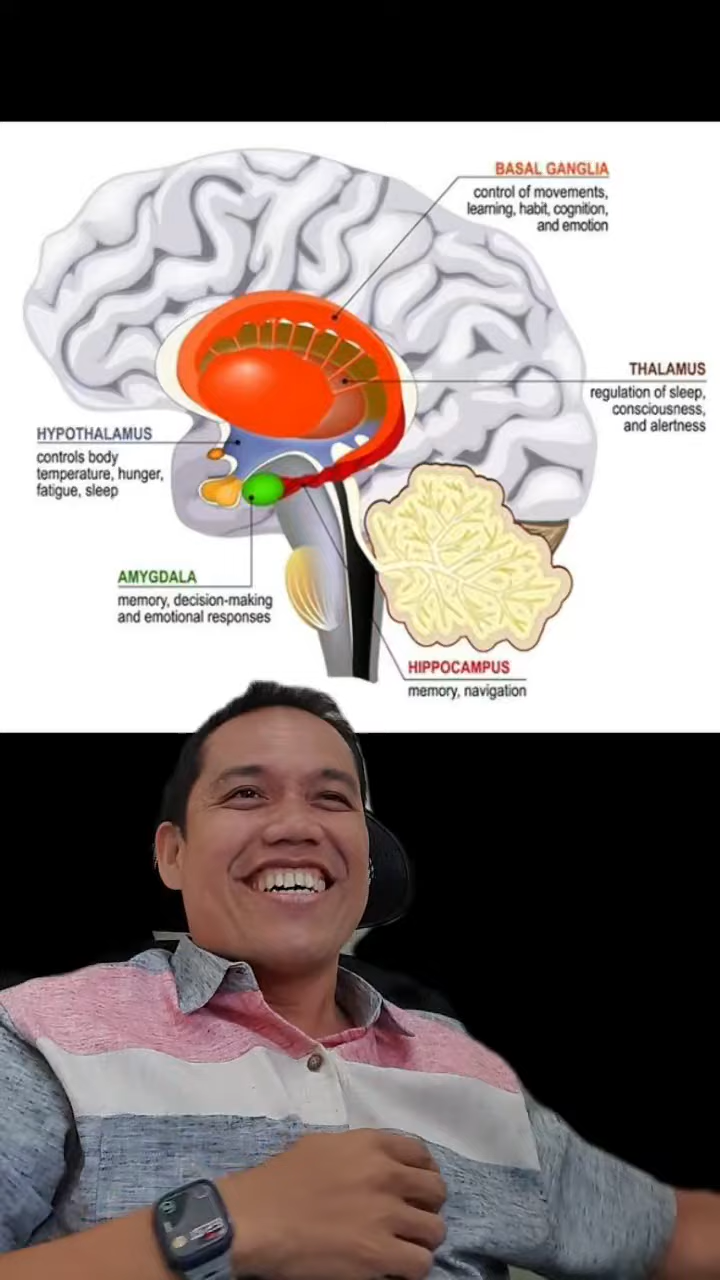 BASAL GANGLIA
control of movements,
learning, habit, cognition,
and emotion
THALAMUS
regulation of sleep,
consciousness,
and alertness
HYPOTHALAMUS
controls body
temperature, hunger,
fatigue, sleep
AMYGDALA
memory, decision-making
and emotional responses
HIPPOCAMPUS
memory, navigation